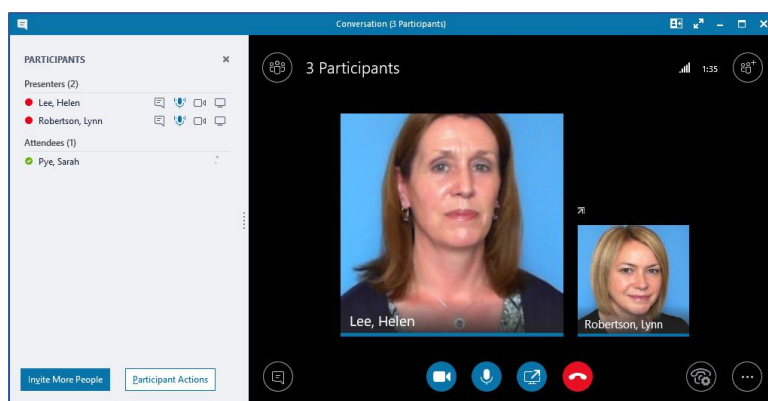 Conversation (3 Participants)
PARTICIPANTS
Presenters (2)
Lee, Helen
Robertson, Lynn
Attendees (1)
Pye, Sarah
Invite More People
Participant Actions
3 Participants
1:35
Lee, Helen
Robertson, Lynn